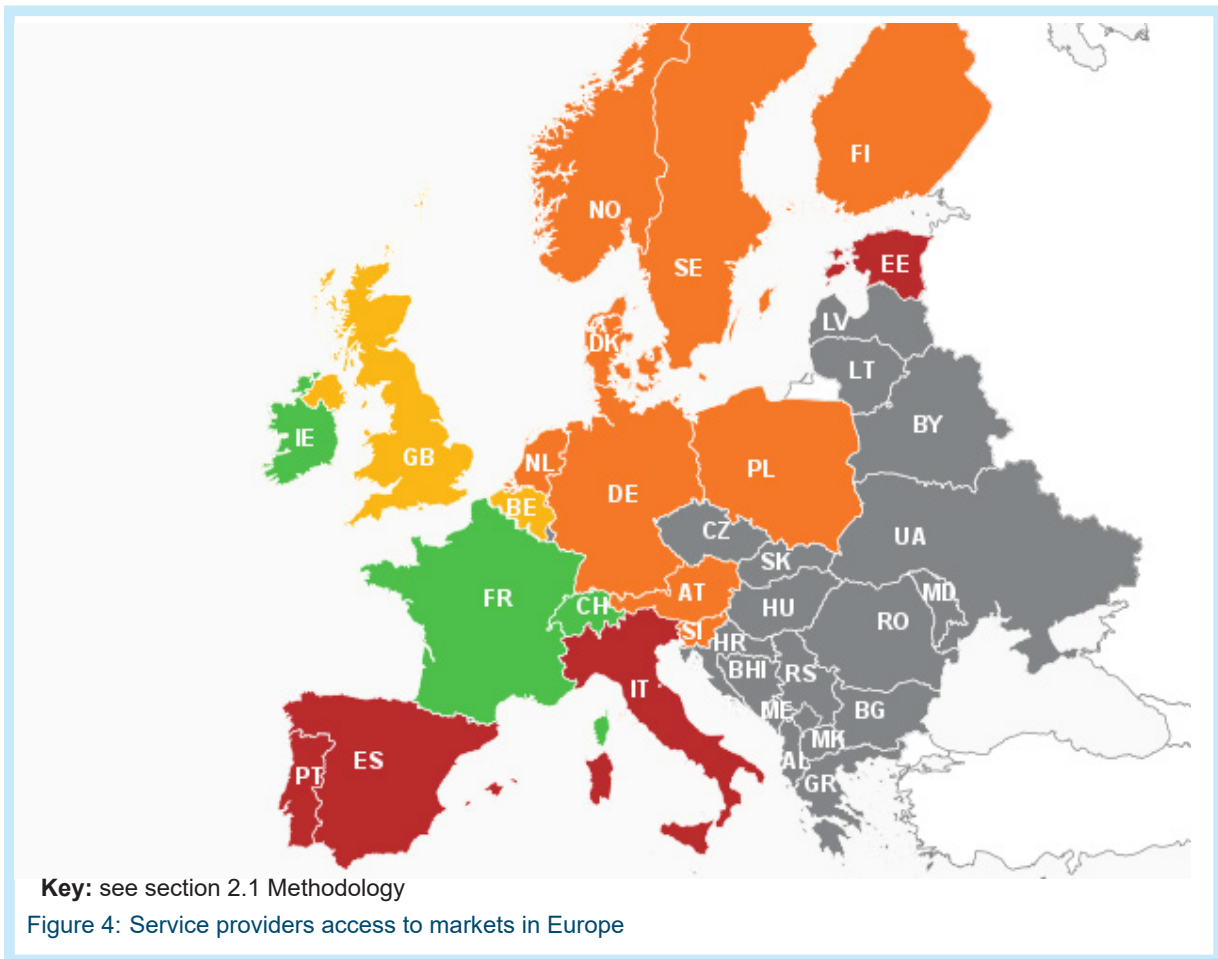 FI
NO
SE
EE
LV
DK
LT
BY
IE
GB
NL
PL
DE
BE
CZ
UA
SK
AT
MD
FR
CH
HU
RO
SI
HR
BHI
RS
IT
ME
BG
MK
ES
AL
PT
GR
Key: see section 2.1 Methodology
Figure 4: Service providers access to markets in Europe